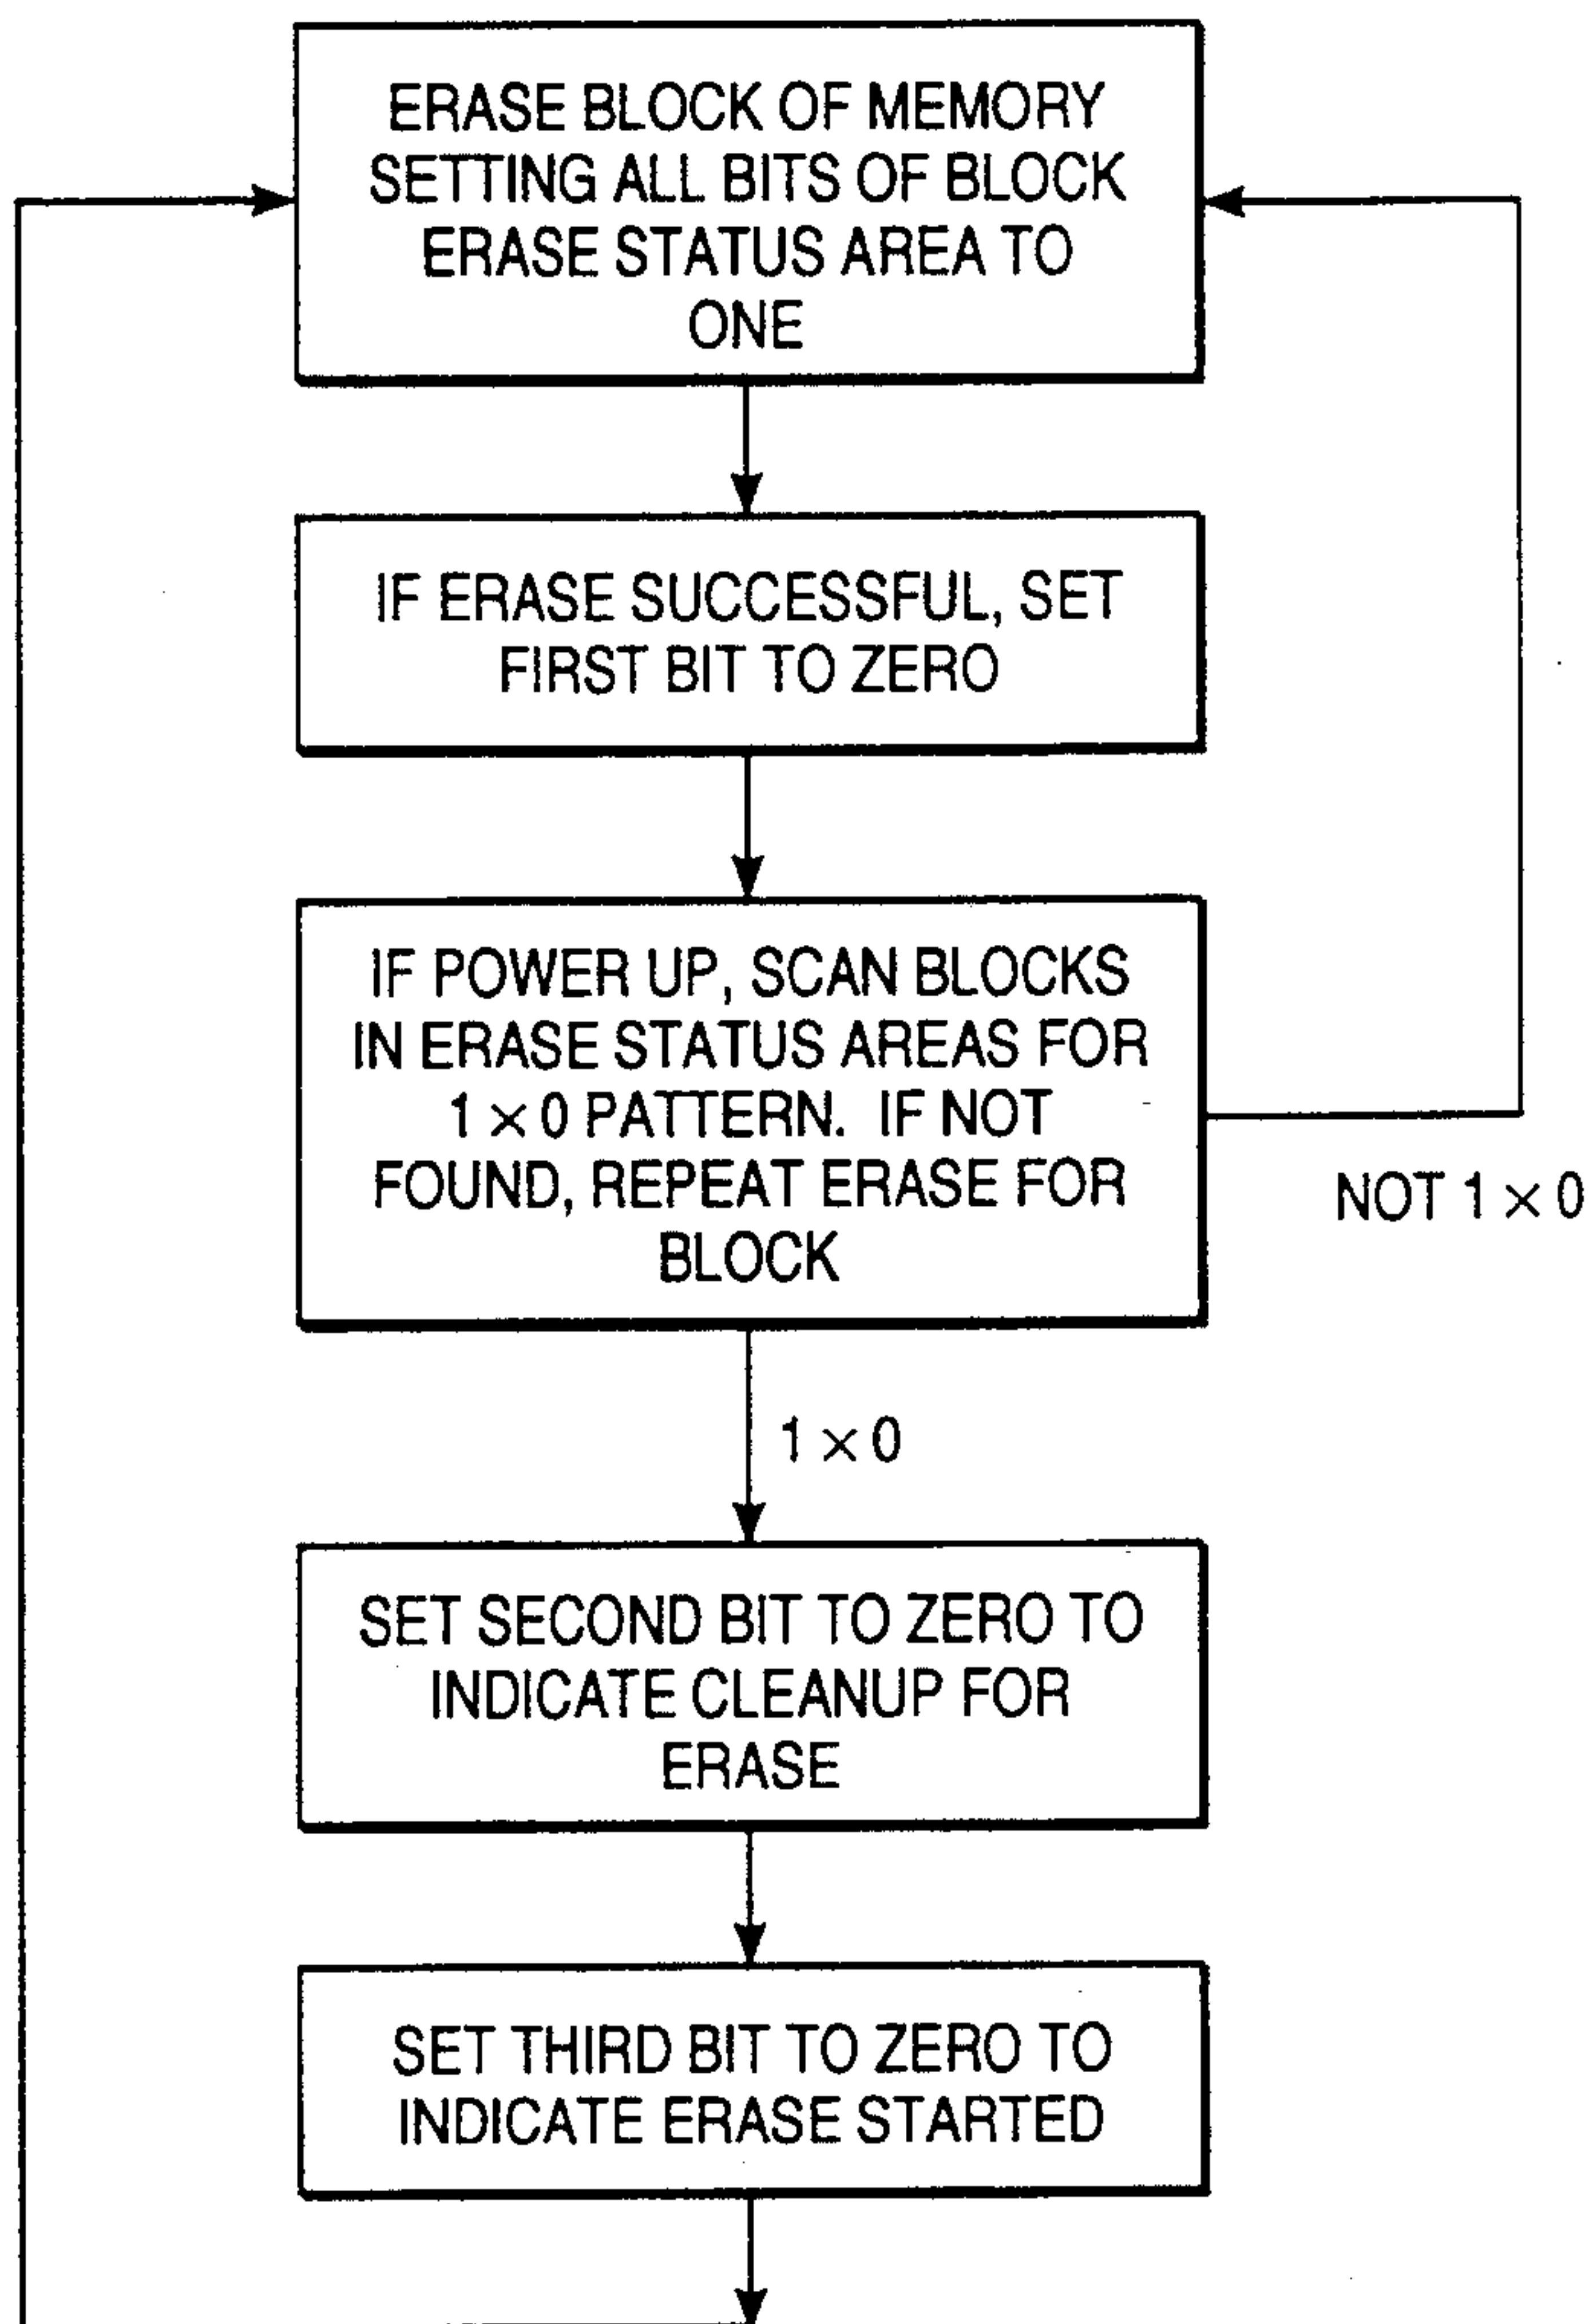 ERASE BLOCK OF MEMORY
SETTING ALL BITS OF BLOCK
ERASE STATUS AREA TO
ONE
IF ERASE SUCCESSFUL, SET
FIRST BIT TO ZERO
IF POWER UP, SCAN BLOCKS
IN ERASE STATUS AREAS FOR
1 × 0 PATTERN. IF NOT
FOUND, REPEAT ERASE FOR
BLOCK
NOT 1 × 0
1 × 0
SET SECOND BIT TO ZERO TO
INDICATE CLEANUP FOR
ERASE
SET THIRD BIT TO ZERO TO
INDICATE ERASE STARTED